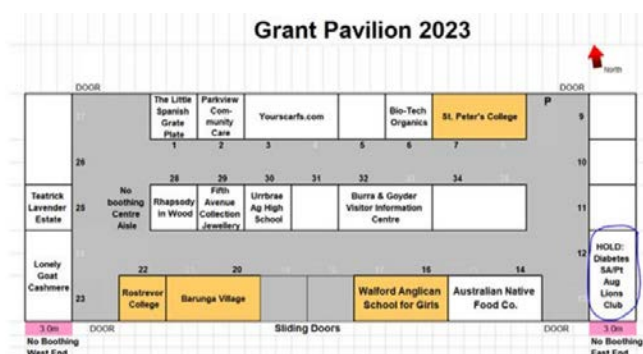 Grant Pavilion 2023
North
DOOR
DOOR
The Little
Spanish
Grate
Plate
Parkview
Com-
munity
Care
Yourscarfs.com
Bio-Tech
Organics
St. Peter's College
P
9
1
2
3
5
6
7
26
10
28
29
30
31
32
34
Teatrick
Lavender
Estate
25
No
boothing
Centre
Aisle
Rhapsody
in Wood
Fifth
Avenue
Collection
Jewellery
Urrbrae
Ag High
School
Burra & Goyder
Visitor Information
Centre
11
Lonely
Goat
Cashmere
23
22
20
16
14
12
HOLD:
Diabetes
SA/Pt
Aug
Lions
Club
Rostrevor
College
Barunga Village
Walford Anglican
School for Girls
Australian Native
Food Co.
3.0m
DOOR
Sliding Doors
DOOR
3.0m
No Boothing
West End
No Boothing
East End